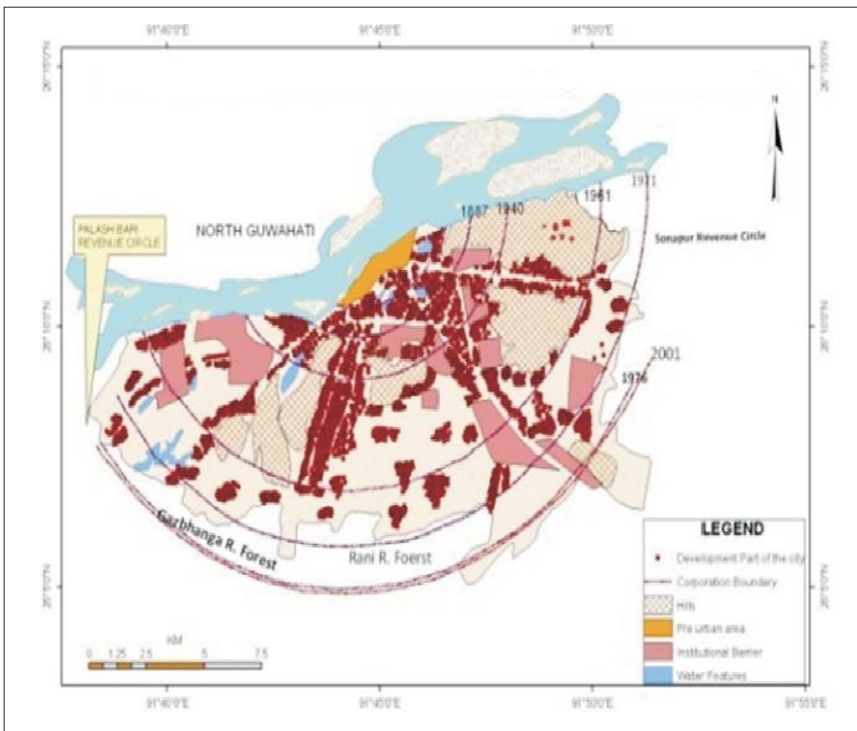 91°40'0"E
91°45'0"E
91°50'0"E
26°15'0"N
26°15'0"N
N
1887
1940
1961
1971
PALASH BARI
REVENUE CIRCLE
NORTH GUWAHATI
Sonapur Revenue Circle
26°10'0"N
26°10'0"N
2001
1976
Garbhanga R. Forest
Rani R. Foerst
LEGEND
Development Part of the city
Corporation Boundary
Hills
Pre urban area
Institutional Barrier
Water Features
26°5'0"N
26°5'0"N
KM
0 1.25 2.5 5 7.5
91°40'0"E
91°45'0"E
91°50'0"E
91°55'0"E